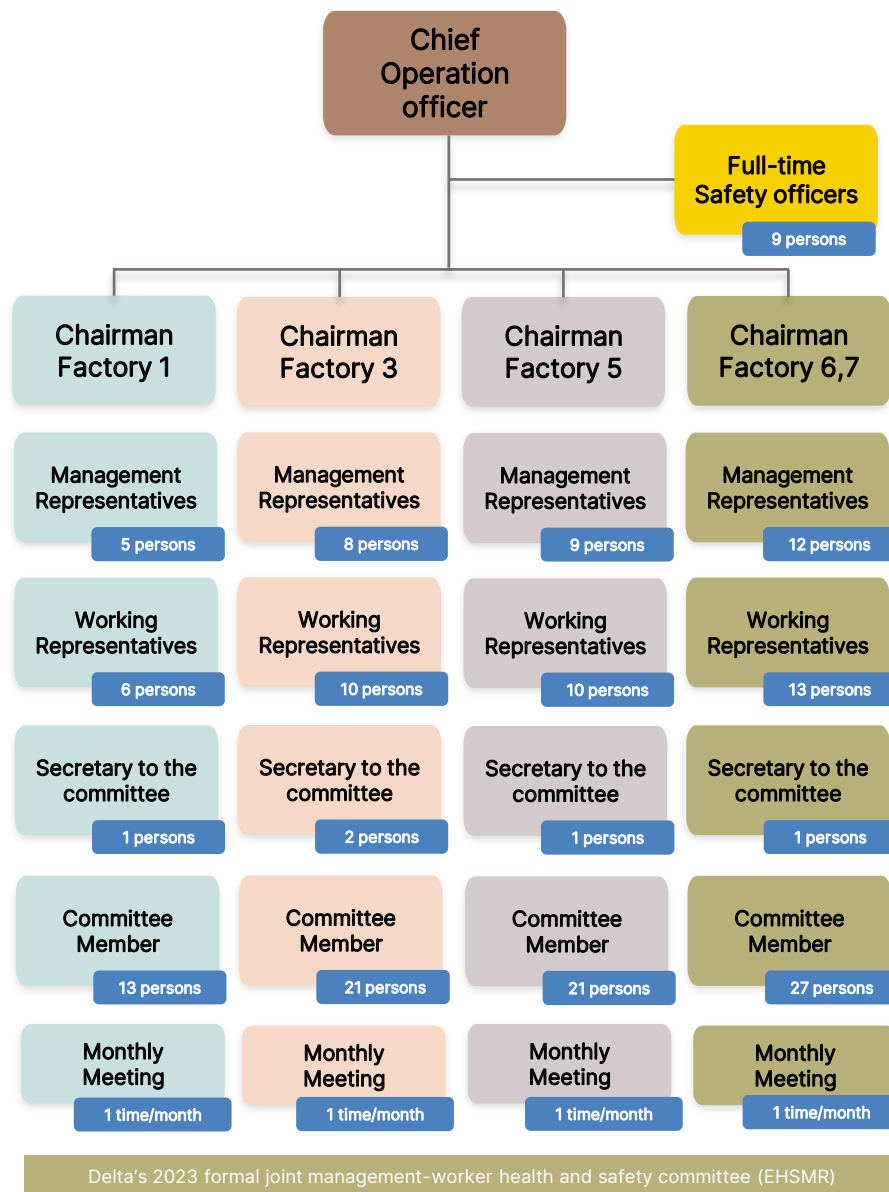 Chief
Operation
officer
Full-time
Safety officers
9 persons
Chairman
Factory 1
Chairman
Factory 3
Chairman
Factory 5
Chairman
Factory 6,7
Management
Representatives
5 persons
Management
Representatives
8 persons
Management
Representatives
9 persons
Management
Representatives
12 persons
Working
Representatives
6 persons
Working
Representatives
10 persons
Working
Representatives
10 persons
Working
Representatives
13 persons
Secretary to the
committee
1 persons
Secretary to the
committee
2 persons
Secretary to the
committee
1 persons
Secretary to the
committee
1 persons
Committee
Member
13 persons
Committee
Member
21 persons
Committee
Member
21 persons
Committee
Member
27 persons
Monthly
Meeting
1 time/month
Monthly
Meeting
1 time/month
Monthly
Meeting
1 time/month
Monthly
Meeting
1 time/month
Delta's 2023 formal joint management-worker health and safety committee (EHSMR)